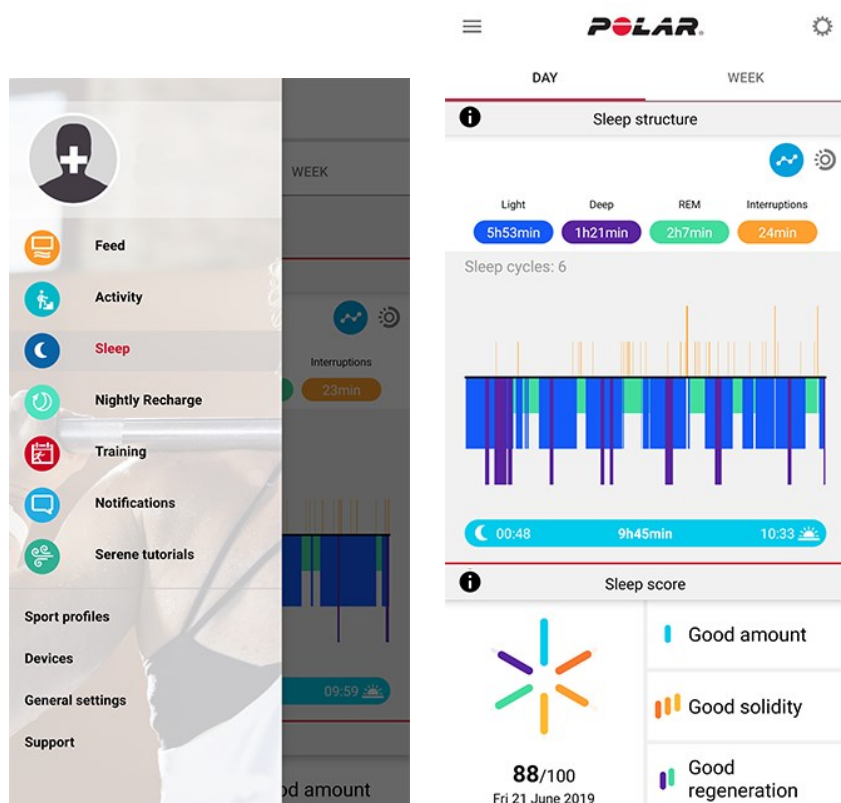 WEEK
Feed
Activity
Sleep
Interruptions
Nightly Recharge
23min
Training
Notifications
Serene tutorials
Sport profiles
Devices
09:59
General settings
Support
od amount
POLAR.
DAY WEEK
Sleep structure
Light Deep REM Interruptions
5h53min 1h21min 2h7min 24min
Sleep cycles: 6
00:48 9h45min 10:33
Sleep score
Good amount
Good solidity
88/100
Fri 21 June 2019
Good
regeneration